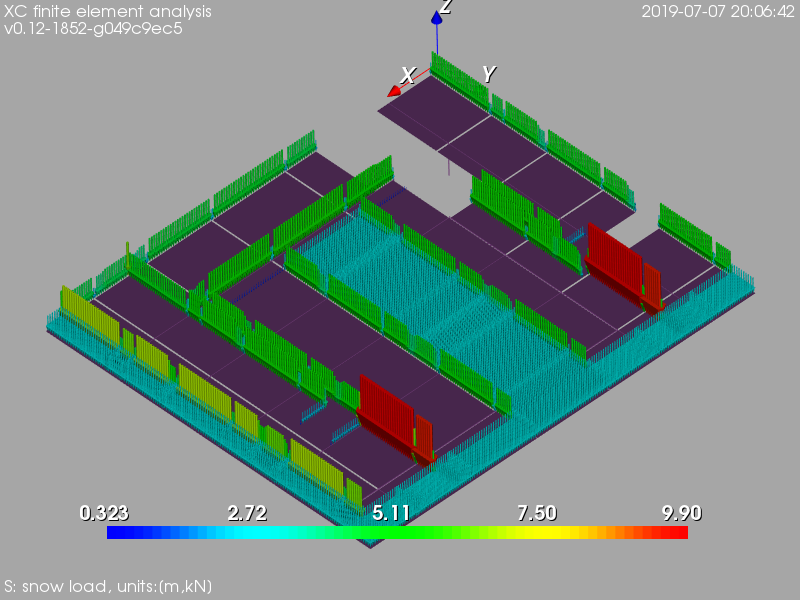 XC finite element analysis
v0.12-1852-g049c9ec5
2019-07-07 20:06:42
Z
X
Y
0.323 2.72 5.11 7.50 9.90
S: snow load, units:[m,kN]